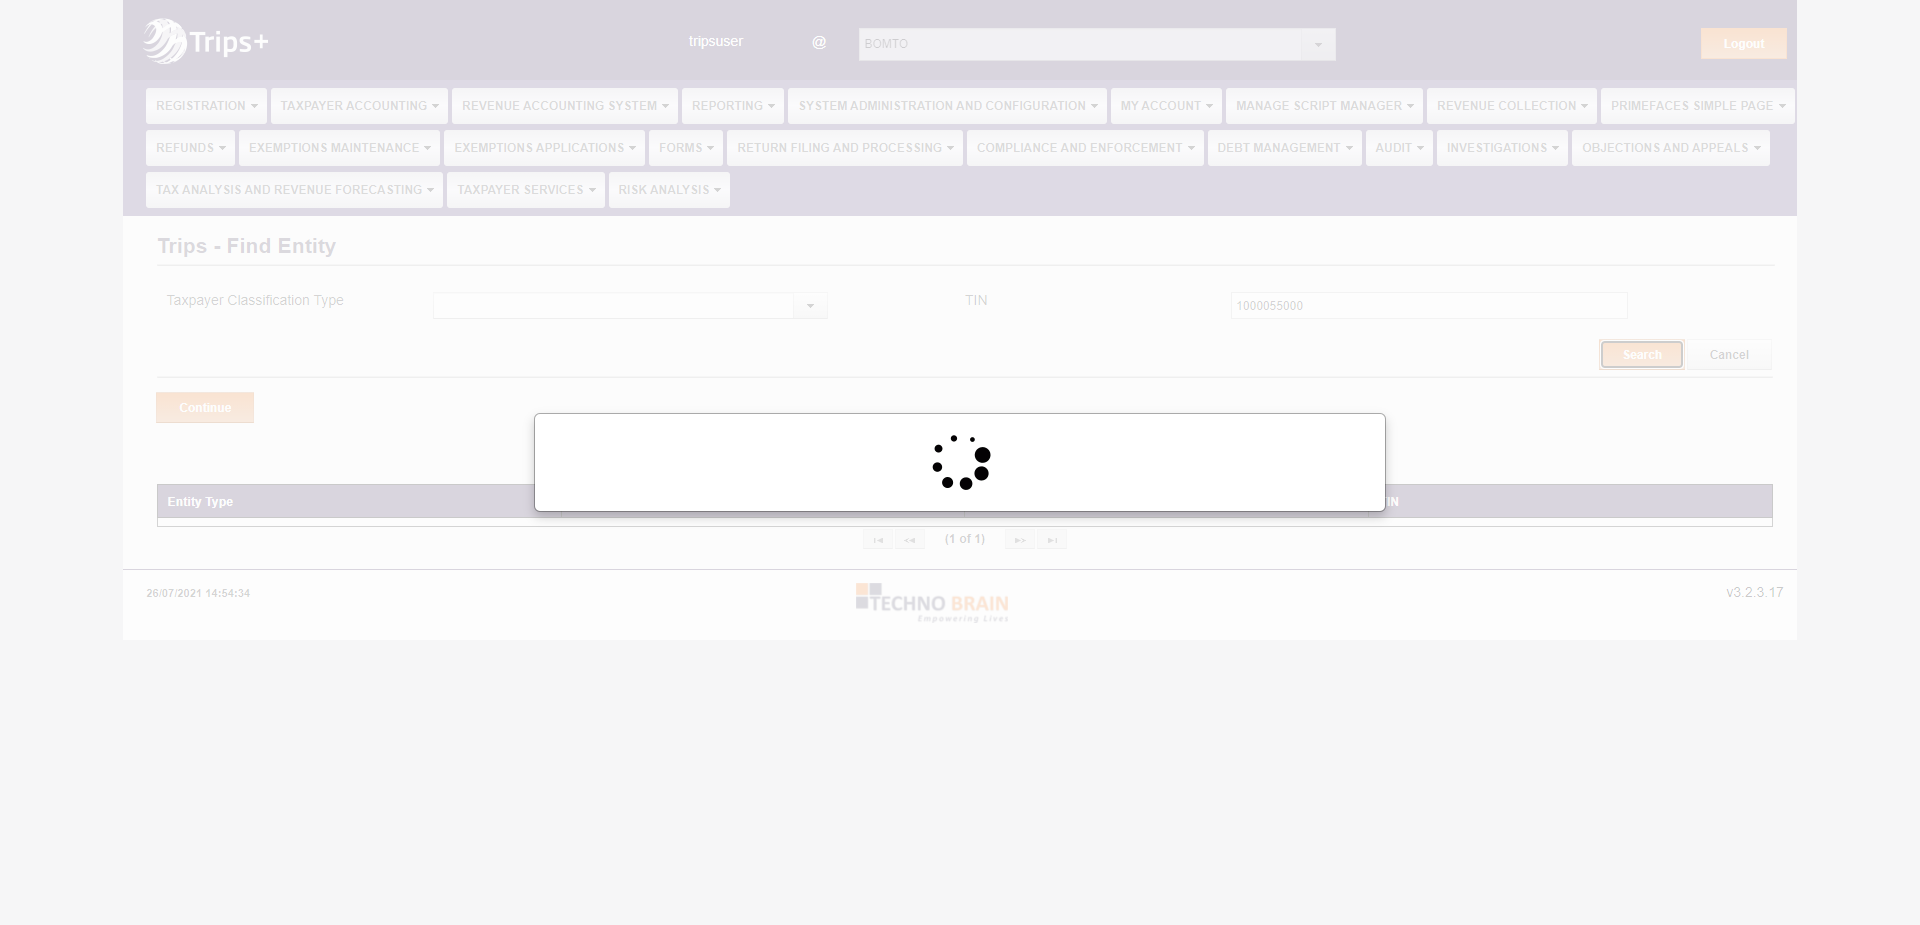 Trips+
tripsuser @ BOMTO Logout
REGISTRATION TAXPAYER ACCOUNTING REVENUE ACCOUNTING SYSTEM REPORTING SYSTEM ADMINISTRATION AND CONFIGURATION MY ACCOUNT MANAGE SCRIPT MANAGER REVENUE COLLECTION PRIMEFACES SIMPLE PAGE
REFUNDS EXEMPTIONS MAINTENANCE EXEMPTIONS APPLICATIONS FORMS RETURN FILING AND PROCESSING COMPLIANCE AND ENFORCEMENT DEBT MANAGEMENT AUDIT INVESTIGATIONS OBJECTIONS AND APPEALS
TAX ANALYSIS AND REVENUE FORECASTING TAXPAYER SERVICES RISK ANALYSIS
Trips - Find Entity
Taxpayer Classification Type TIN 1000055000
Search Cancel
Continue
Entity Type
(1 of 1)
26/07/2021 14:54:34 TECHNO BRAIN v3.2.3.17
Empowering Lives